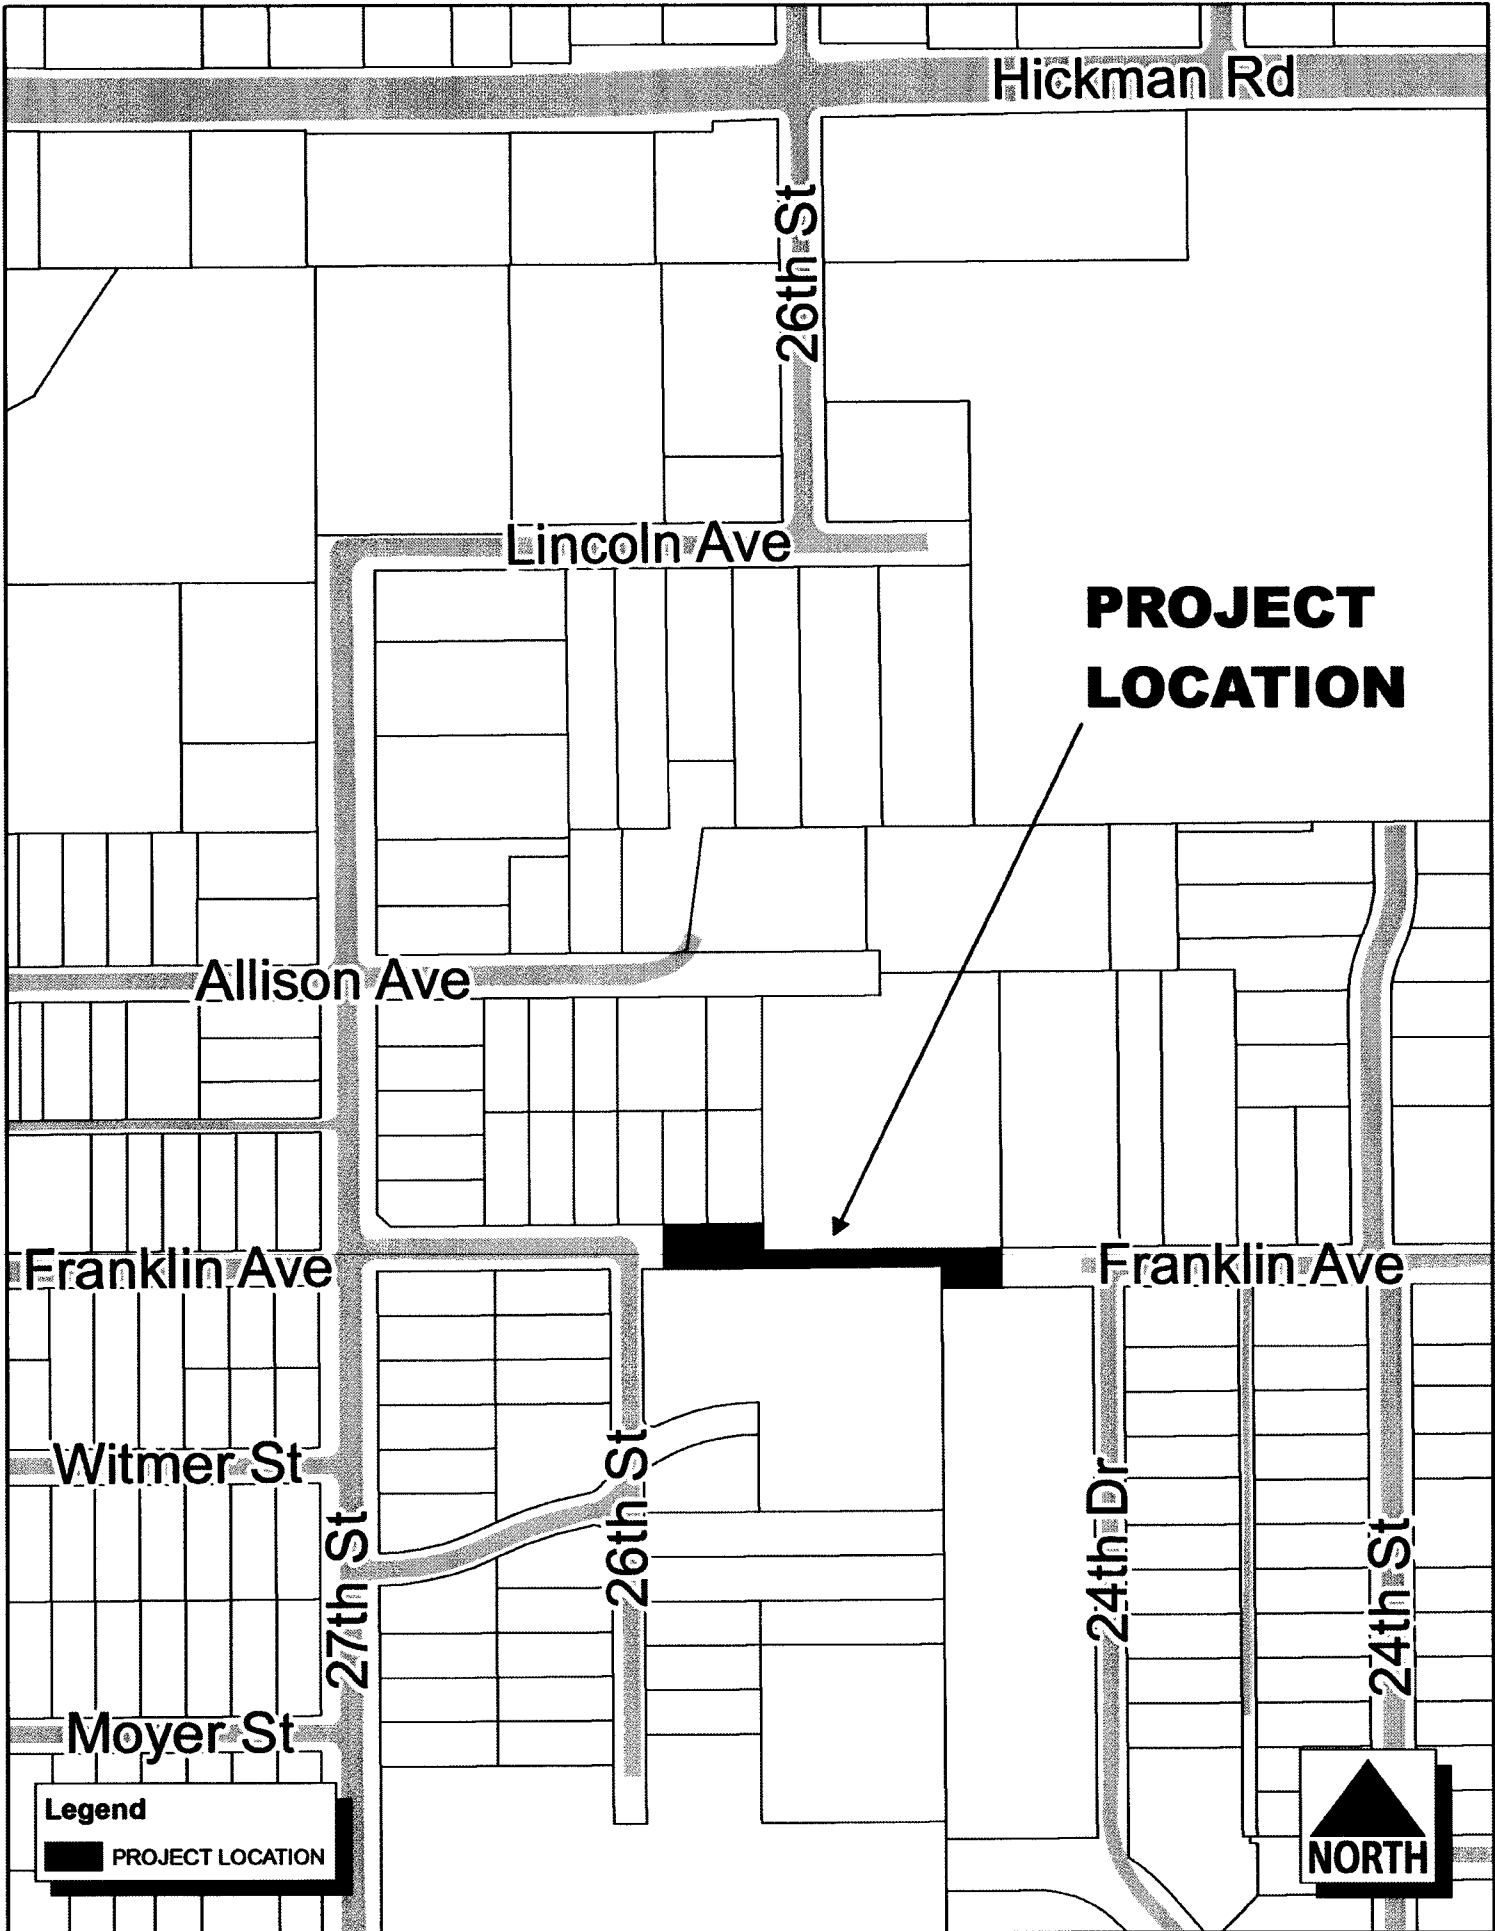 Hickman Rd
26th St
Lincoln Ave
PROJECT
LOCATION
Allison Ave
Franklin Ave
Franklin Ave
Witmer St
26th St
27th St
24th Dr
24th St
Moyer St
Legend
PROJECT LOCATION
NORTH